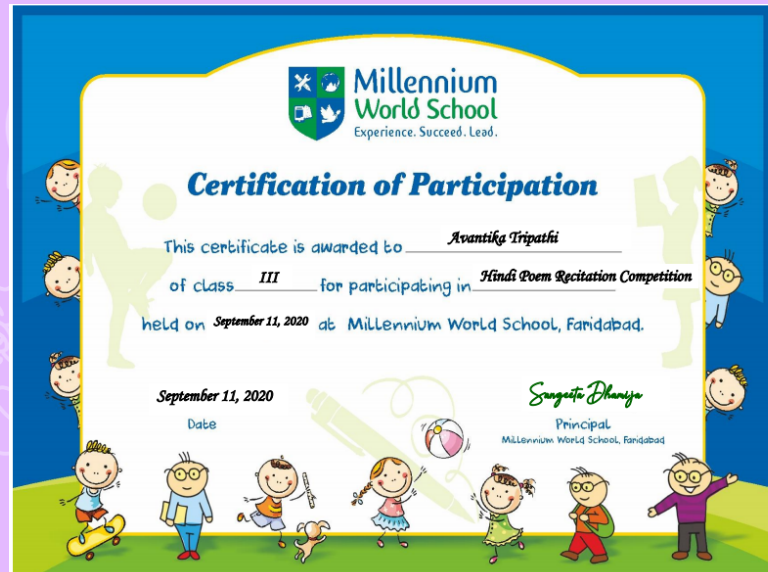 Millennium
World School
Experience. Succeed. Lead.
Certification of Participation
This certificate is awarded to Avantika Tripathi
of class III for participating in Hindi Poem Recitation Competition
held on September 11, 2020 at Millennium World School, Faridabad.
September 11, 2020 Sangeeta Dhamija
Date Principal
Millennium World School, Faridabad